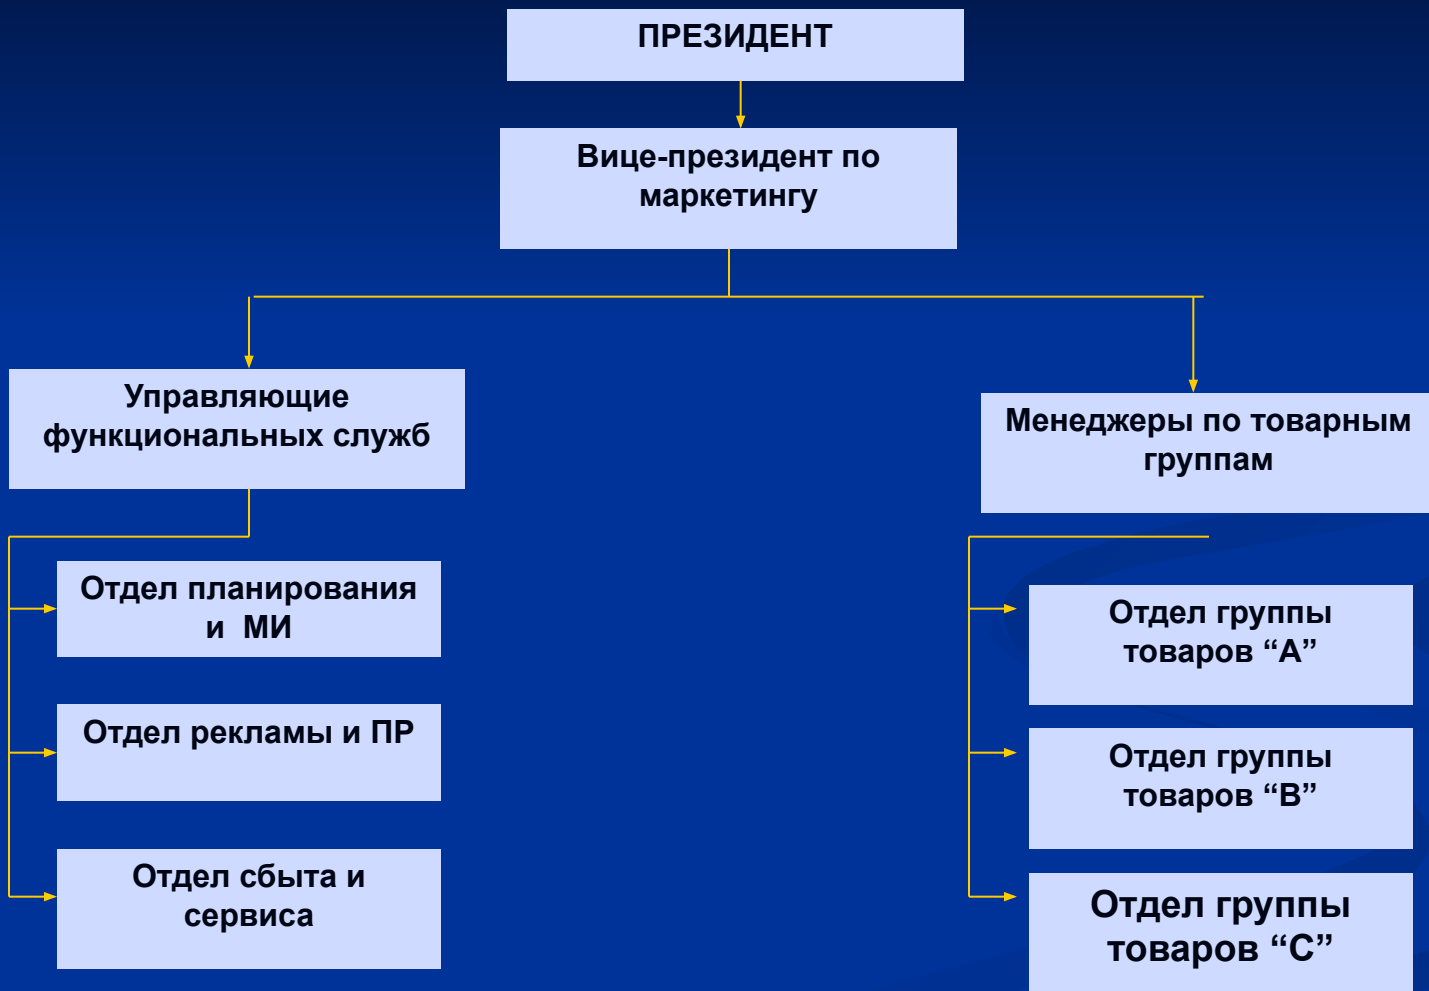 ПРЕЗИДЕНТ
Вице-президент по
маркетингу
Управляющие
функциональных служб
Менеджеры по товарным
группам
Отдел планирования
и МИ
Отдел рекламы и ПР
Отдел сбыта и
сервиса
Отдел группы
товаров “А”
Отдел группы
товаров “В”
Отдел группы
товаров “С”